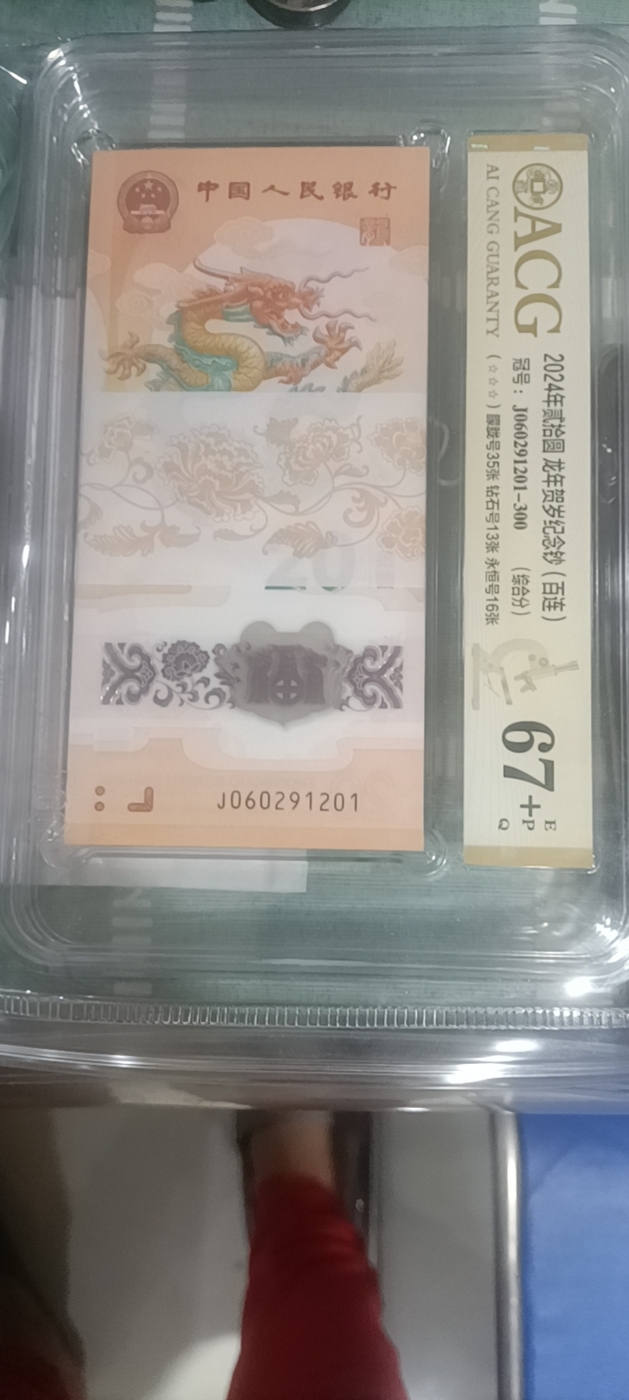 中国人民银行
J060291201
ACG
AI CANG GUARANTY
2024年贰拾圆 龙年贺岁纪念钞（百连）
冠号：J060291201-300 （综合分）
（☆☆☆）朦胧号35张 钻石号13张 永恒号16张
67+
E
P
Q